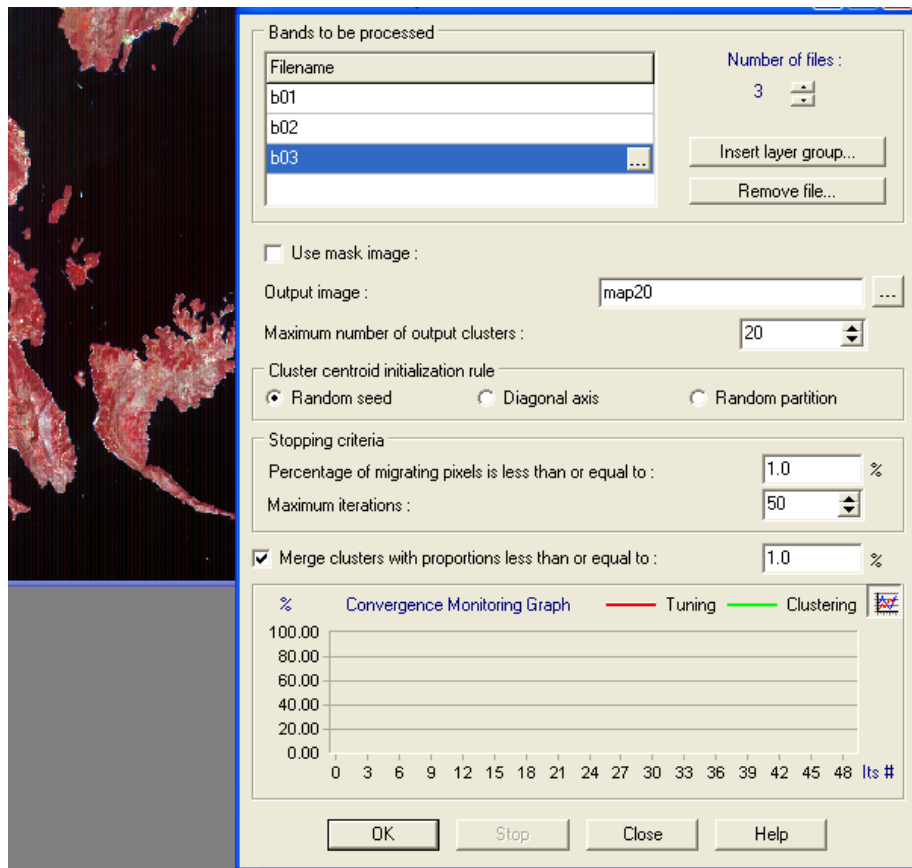 Bands to be processed
Filename
b01
b02
b03
...
Number of files :
3
Insert layer group...
Remove file...
Use mask image :
Output image : map20 ...
Maximum number of output clusters : 20
Cluster centroid initialization rule
Random seed Diagonal axis Random partition
Stopping criteria
Percentage of migrating pixels is less than or equal to : 1.0 %
Maximum iterations : 50
Merge clusters with proportions less than or equal to : 1.0 %
% Convergence Monitoring Graph Tuning Clustering
100.00
80.00
60.00
40.00
20.00
0.00
0 3 6 9 12 15 18 21 24 27 30 33 36 39 42 45 48 Its #
OK Stop Close Help